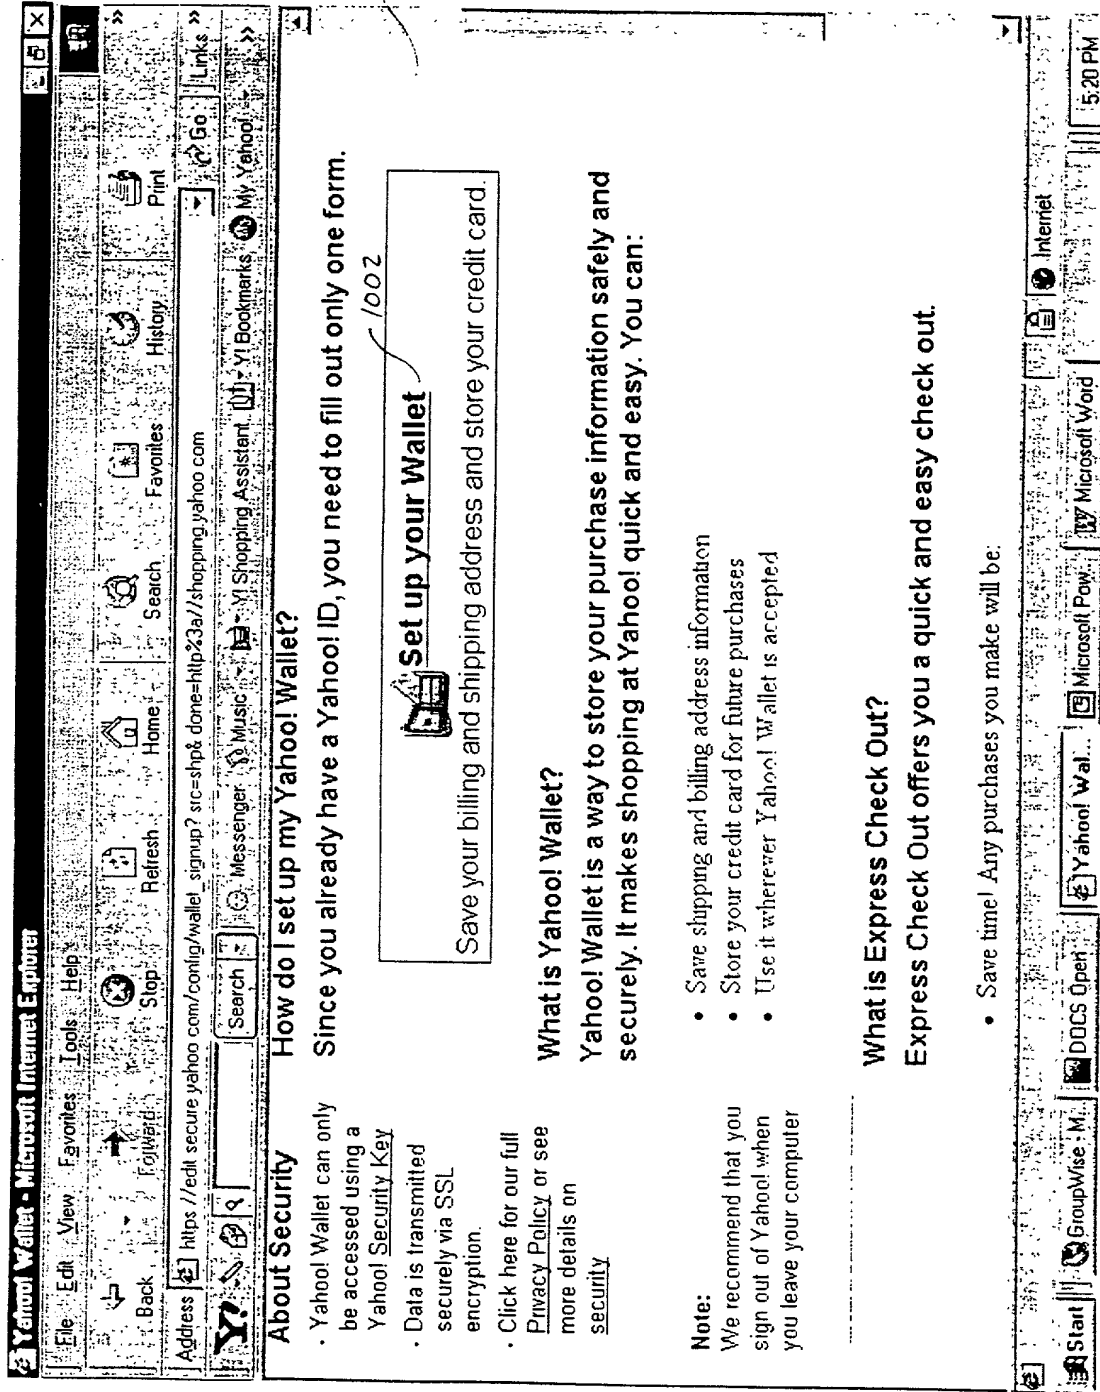 Yahoo! Wallet - Microsoft Internet Explorer
File Edit View Favorites Tools Help
Back Forward Stop Refresh Home Search Favorites History Print »
Address https://edit secure yahoo com/config/wallet_signup? src=shp& done=http%3a//shopping.yahoo com Go Links »
Y! Search Messenger Music Y! Shopping Assistant Y! Bookmarks My Yahoo! »
About Security
· Yahoo! Wallet can only
be accessed using a
Yahoo! Security Key
· Data is transmitted
securely via SSL
encryption.
· Click here for our full
Privacy Policy or see
more details on
security
Note:
We recommend that you
sign out of Yahoo! when
you leave your computer
How do I set up my Yahoo! Wallet?
Since you already have a Yahoo! ID, you need to fill out only one form.
1002
Set up your Wallet
Save your billing and shipping address and store your credit card.
What is Yahoo! Wallet?
Yahoo! Wallet is a way to store your purchase information safely and
securely. It makes shopping at Yahoo! quick and easy. You can:
• Save shipping and billing address information
• Store your credit card for future purchases
• Use it wherewer Yahoo! Wallet is accepted
What is Express Check Out?
Express Check Out offers you a quick and easy check out.
• Save time! Any purchases you make will be:
Internet
Start GroupWise - M.. DOCS Open Yahoo! Wal... Microsoft Pow.. Microsoft Word 5:20 PM